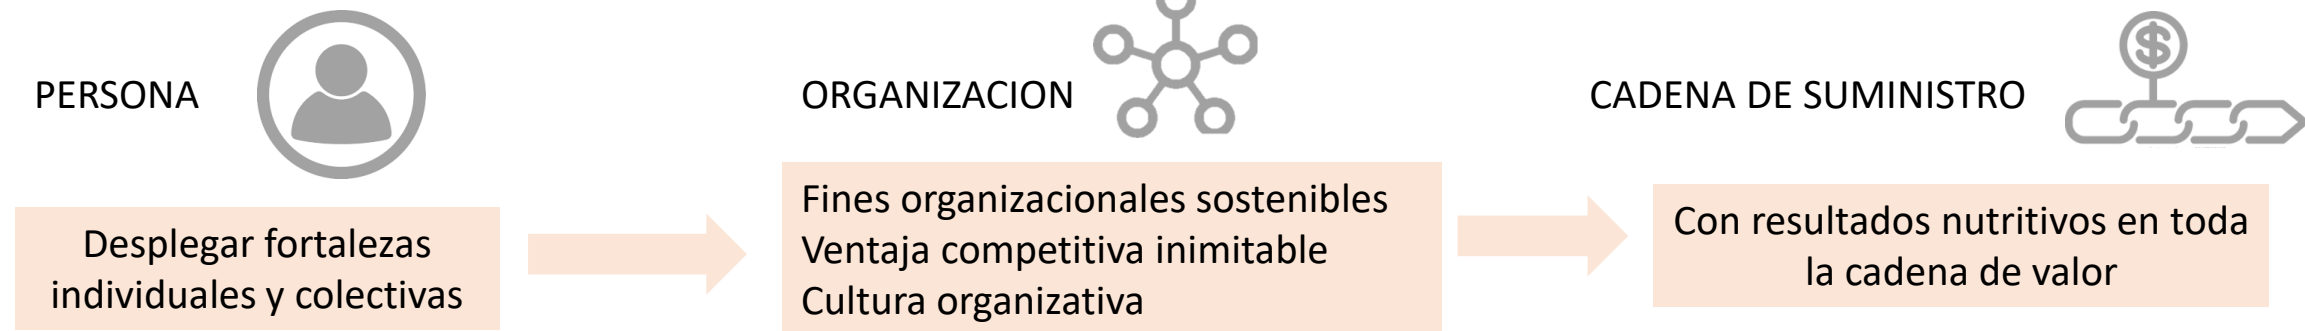 PERSONA
ORGANIZACION
CADENA DE SUMINISTRO
$
Desplegar fortalezas
individuales y colectivas
Fines organizacionales sostenibles
Ventaja competitiva inimitable
Cultura organizativa
Con resultados nutritivos en toda
la cadena de valor